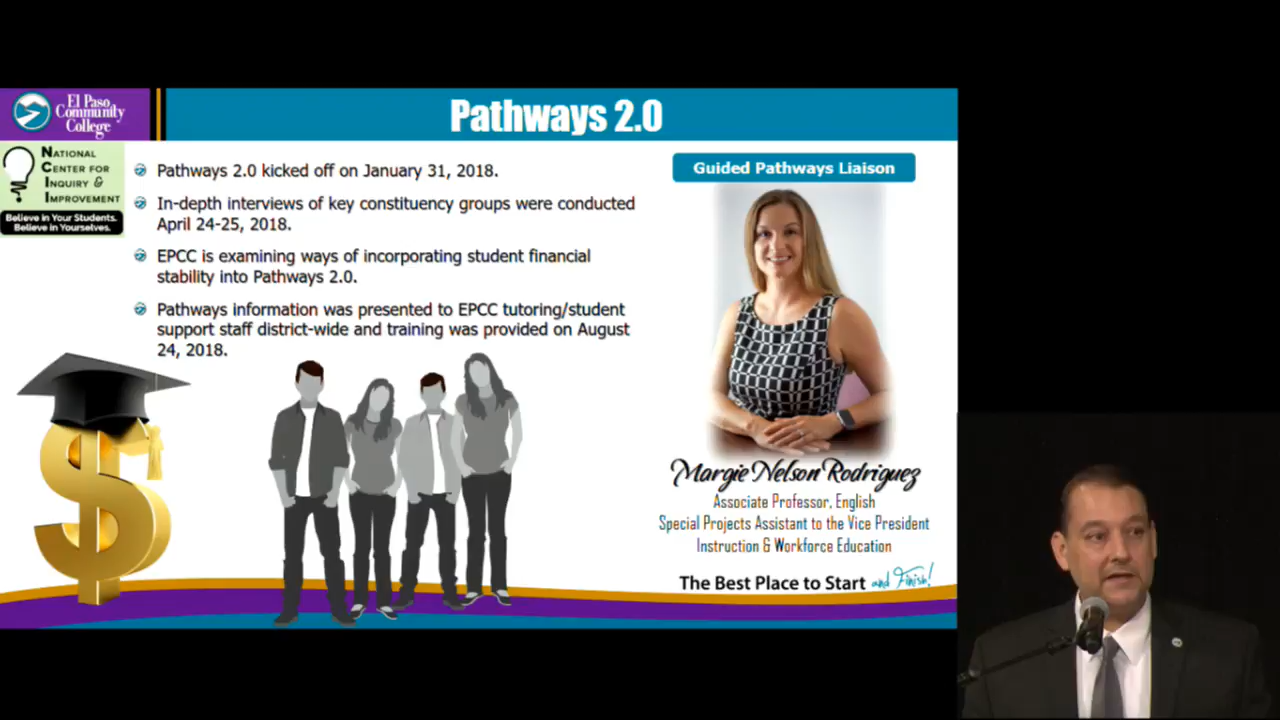 El Paso
Community
College
Pathways 2.0
NATIONAL
CENTER FOR
INQUIRY &
IMPROVEMENT
Believe in Your Students.
Believe in Yourselves.
Pathways 2.0 kicked off on January 31, 2018.
In-depth interviews of key constituency groups were conducted
April 24-25, 2018.
EPCC is examining ways of incorporating student financial
stability into Pathways 2.0.
Pathways information was presented to EPCC tutoring/student
support staff district-wide and training was provided on August
24, 2018.
Guided Pathways Liaison
Margie Nelson Rodriguez
Associate Professor, English
Special Projects Assistant to the Vice President
Instruction & Workforce Education
The Best Place to Start and Finish!